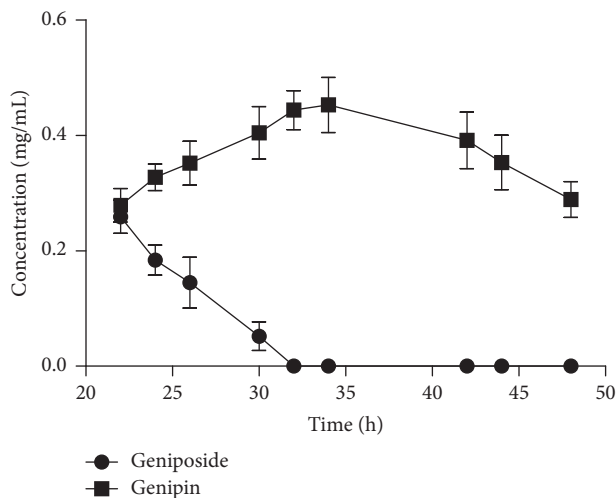 0.6
0.4
0.2
0.0
Concentration (mg/mL)
20 25 30 35 40 45 50
Time (h)
Geniposide
Genipin